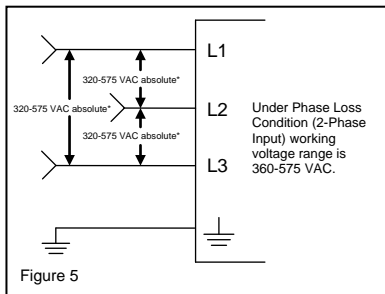 L1
320-575 VAC absolute*
320-575 VAC absolute*
L2
320-575 VAC absolute*
L3
Under Phase Loss
Condition (2-Phase
Input) working
voltage range is
360-575 VAC.
Figure 5